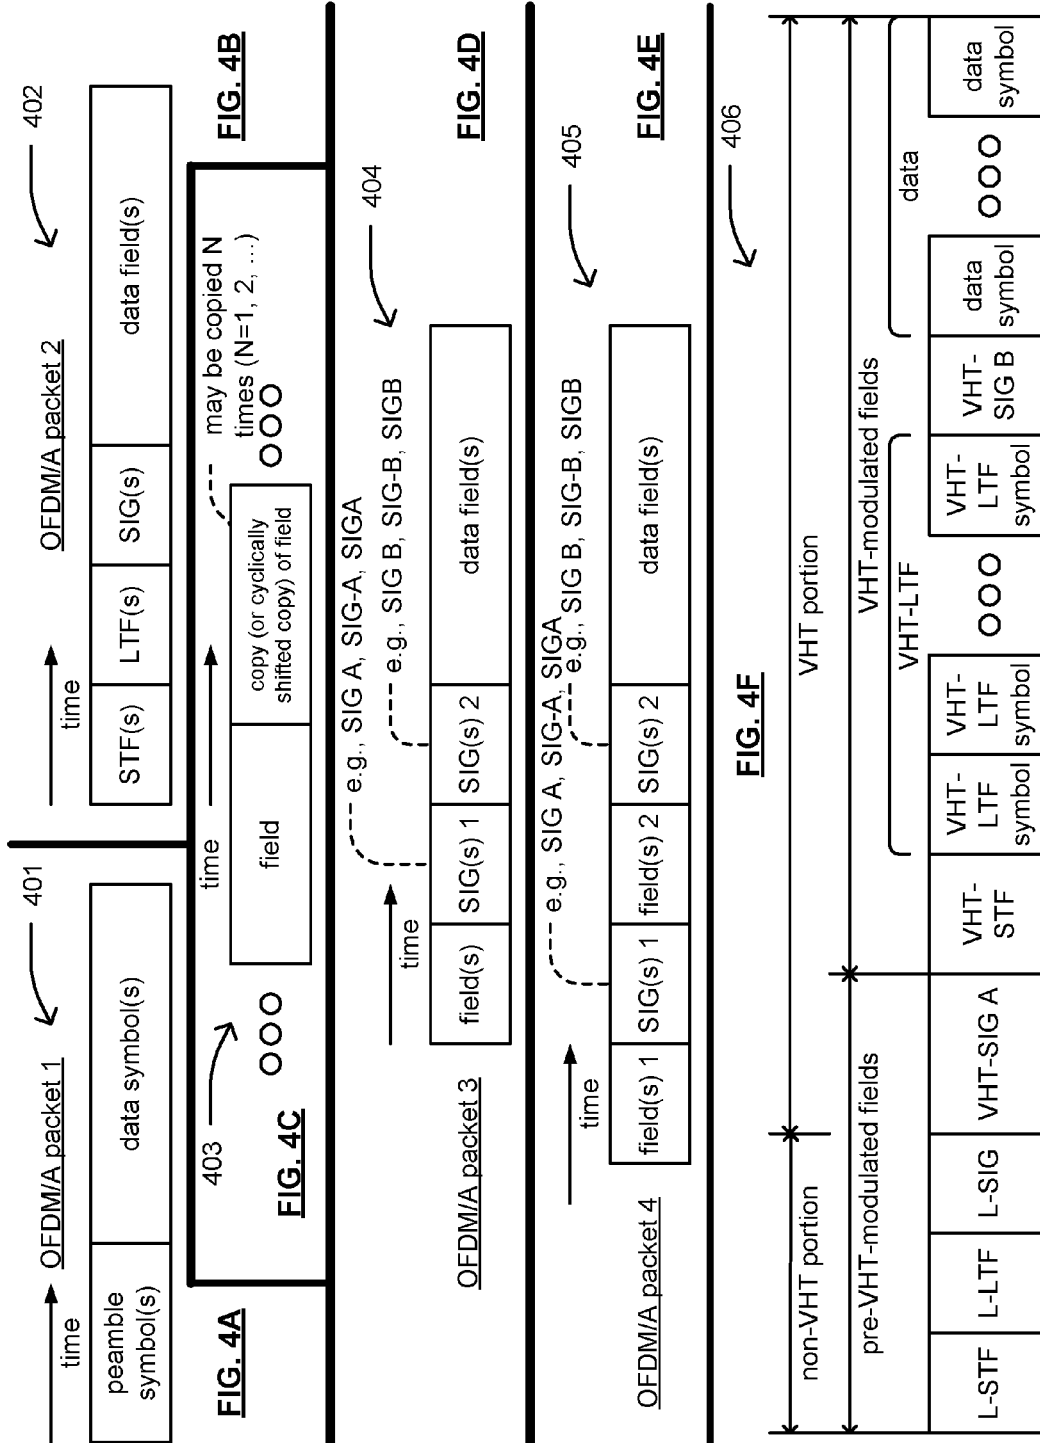 OFDM/A packet 1
401
time
peamble
symbol(s)
data symbol(s)
FIG. 4A
OFDM/A packet 2
402
time
STF(s)
LTF(s)
SIG(s)
data field(s)
FIG. 4B
403
FIG. 4C
time
field
copy (or cyclically
shifted copy) of field
may be copied N
times (N=1, 2, ...)
OFDM/A packet 3
404
time
e.g., SIG A, SIG-A, SIGA
e.g., SIG B, SIG-B, SIGB
field(s)
SIG(s) 1
SIG(s) 2
data field(s)
FIG. 4D
OFDM/A packet 4
405
time
e.g., SIG A, SIG-A, SIGA
e.g., SIG B, SIG-B, SIGB
field(s) 1
SIG(s) 1
field(s) 2
SIG(s) 2
data field(s)
FIG. 4E
FIG. 4F
406
non-VHT portion
VHT portion
pre-VHT-modulated fields
VHT-modulated fields
VHT-LTF
data
L-STF
L-LTF
L-SIG
VHT-SIG A
VHT-
STF
VHT-
LTF
symbol
VHT-
LTF
symbol
VHT-
LTF
symbol
VHT-
SIG B
data
symbol
data
symbol